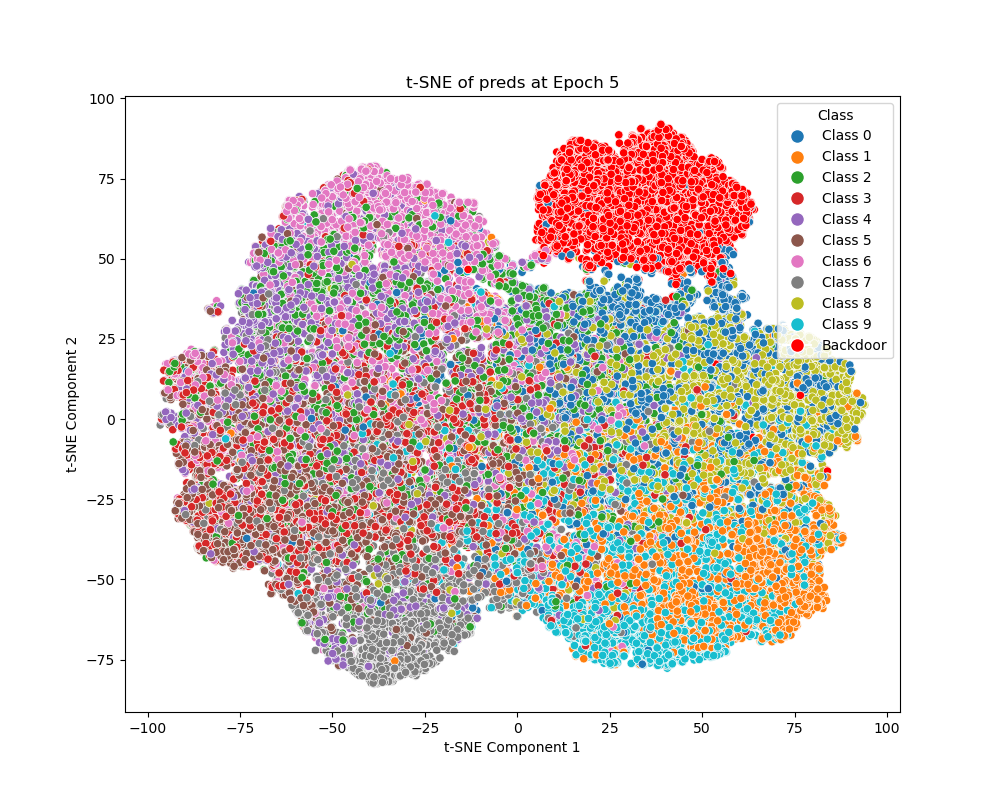 t-SNE of preds at Epoch 5
100
75
50
25
0
−25
−50
−75
t-SNE Component 2
−100
−75
−50
−25
0
25
50
75
100
t-SNE Component 1
Class
Class 0
Class 1
Class 2
Class 3
Class 4
Class 5
Class 6
Class 7
Class 8
Class 9
Backdoor